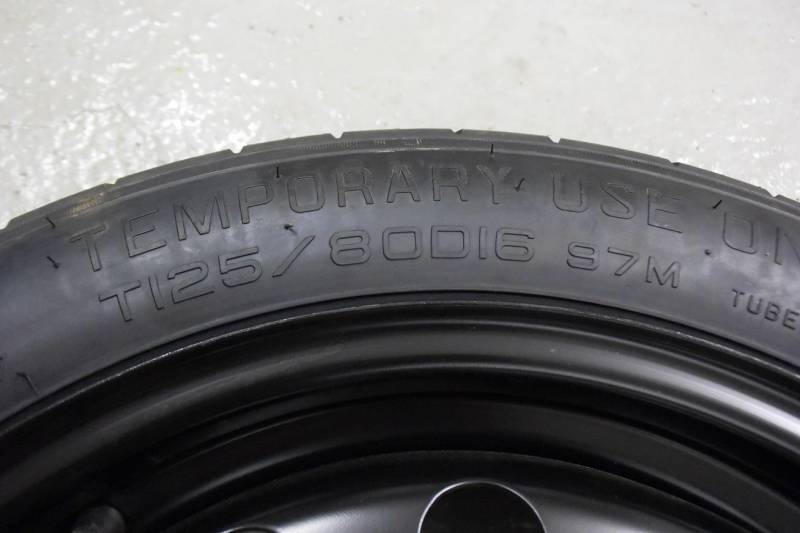 TEMPORARY USE ON
T125/80D16 97M
TUBE